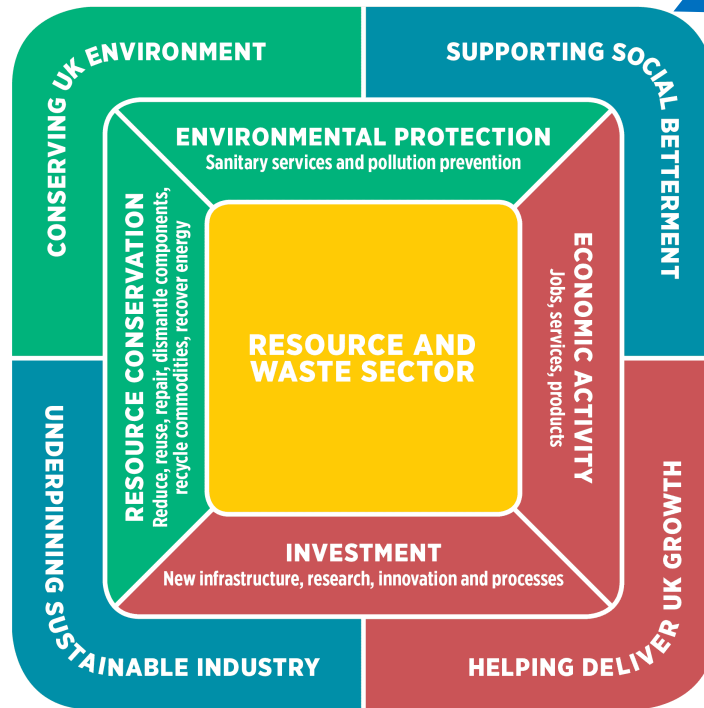 CONSERVING UK ENVIRONMENT
SUPPORTING SOCIAL BETTERMENT
ENVIRONMENTAL PROTECTION
Sanitary services and pollution prevention
RESOURCE CONSERVATION
Reduce, reuse, repair, dismantle components,
recycle commodities, recover energy
RESOURCE AND
WASTE SECTOR
ECONOMIC ACTIVITY
Jobs, services, products
INVESTMENT
New infrastructure, research, innovation and processes
UNDERPINNING SUSTAINABLE INDUSTRY
HELPING DELIVER UK GROWTH